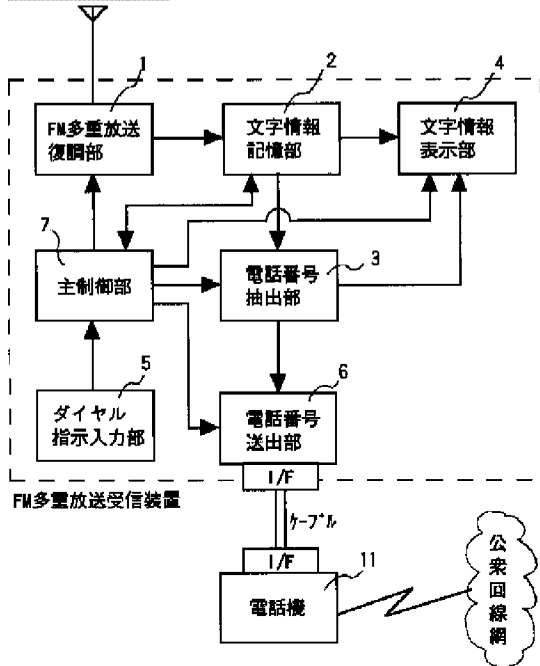 1
2
4
FM多重放送
復調部
文字情報
記憶部
文字情報
表示部
7
3
主制御部
電話番号
抽出部
5
6
ダイヤル
指示入力部
電話番号
送出部
I/F
FM多重放送受信装置
ｹｰﾌﾞﾙ
I/F
11
電話機
公衆回線網